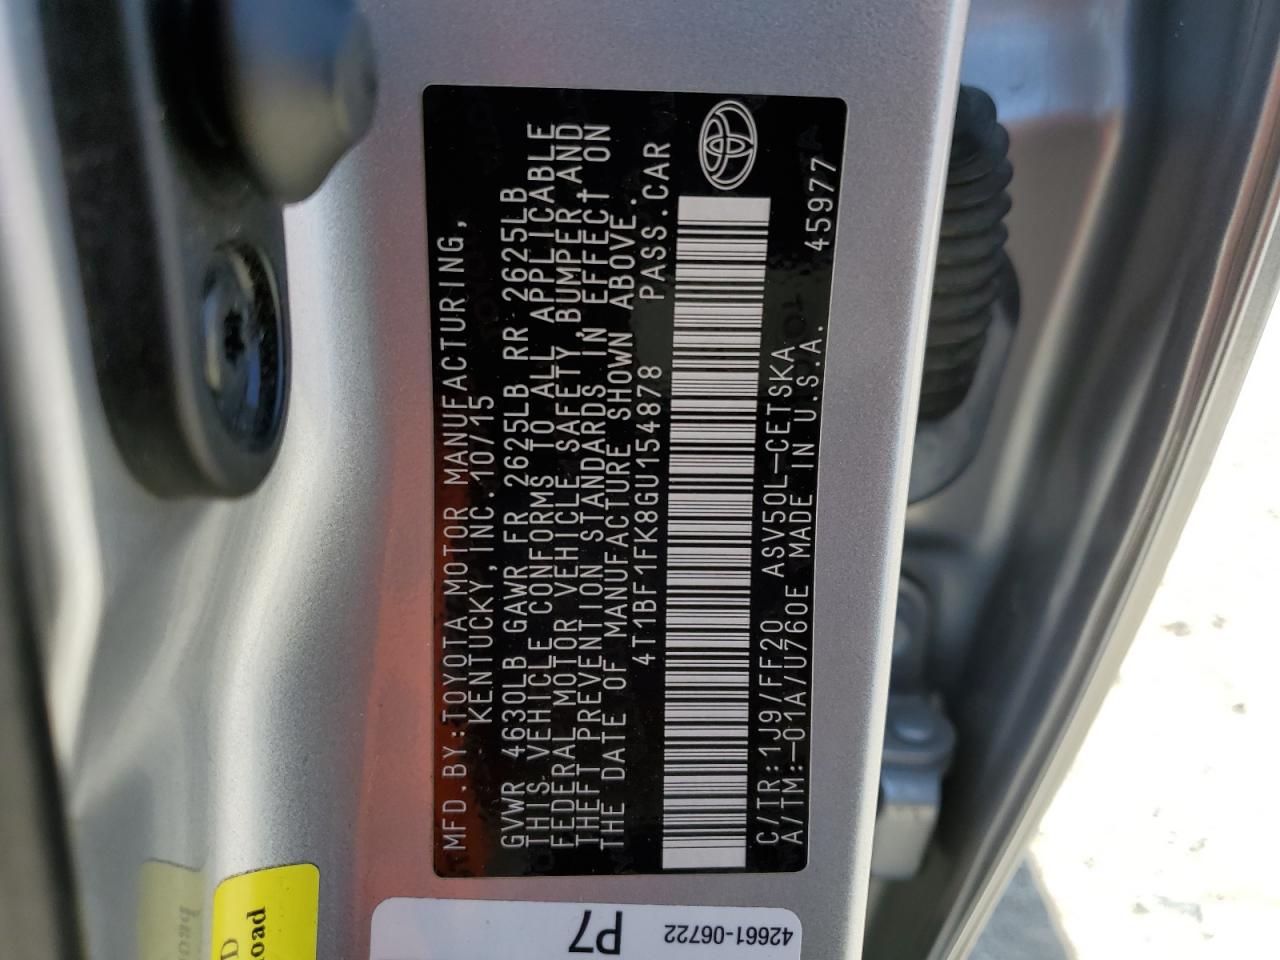 MFD.BY:TOYOTA MOTOR MANUFACTURING,
KENTUCKY,INC. 10/15
GVWR 4630LB GAWR FR 2625LB RR 2625LB
THIS VEHICLE CONFORMS TO ALL APPLICABLE
FEDERAL MOTOR VEHICLE SAFETY,BUMPER,AND
THEFT PREVENTION STANDARDS IN EFFECT ON
THE DATE OF MANUFACTURE SHOWN ABOVE.
4T1BF1FK8GU154878 PASS.CAR
C/TR:1J9/FF20 ASV50L-CETSKA
A/TM:-01A/U760E MADE IN U.S.A.
45977
P7
42661-06722
oad